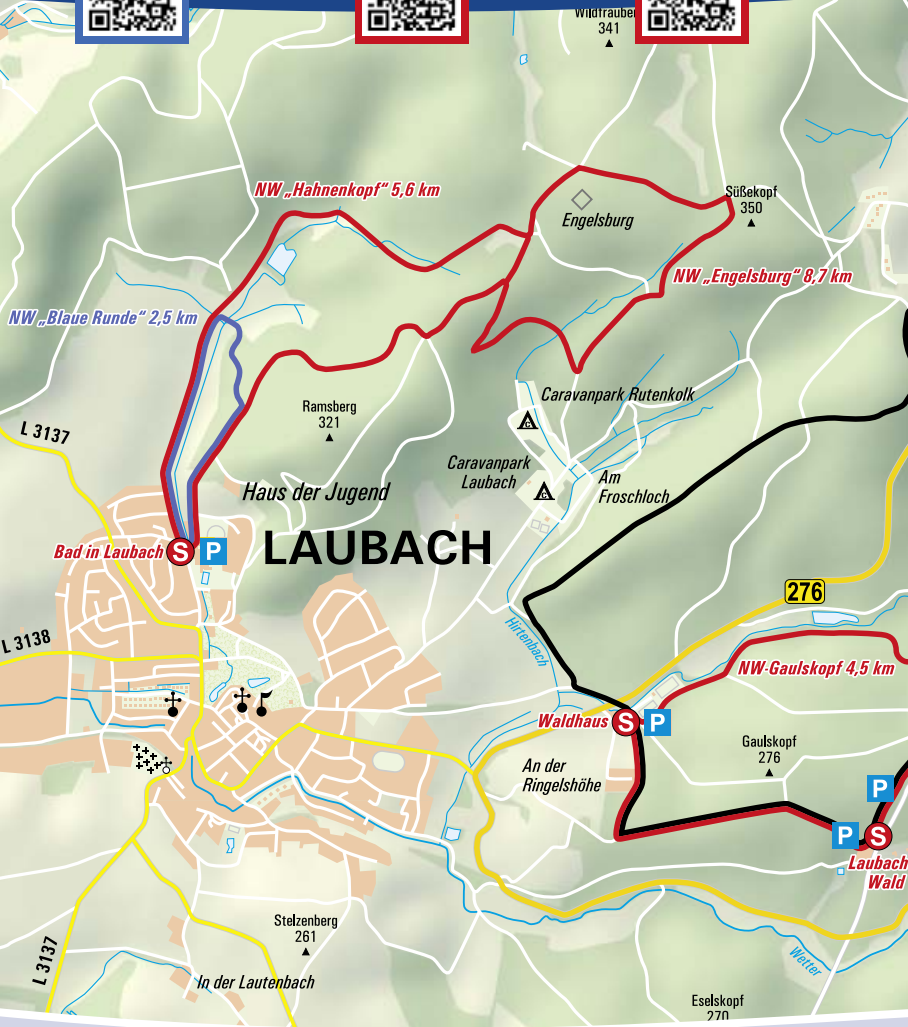 Wildfrauberg
341
NW „Hahnenkopf“ 5,6 km
Süßekopf
350
Engelsburg
NW „Engelsburg“ 8,7 km
NW „Blaue Runde“ 2,5 km
Caravanpark Rutenkolk
Ramsberg
321
L 3137
Caravanpark
Laubach
Am
Froschloch
Haus der Jugend
LAUBACH
Bad in Laubach
S
P
276
L 3138
Hirtenbach
NW-Gaulskopf 4,5 km
Waldhaus
S
P
Gaulskopf
276
An der
Ringelshöhe
P
P
S
Laubach
Wald
Stelzenberg
261
L 3137
In der Lautenbach
Wetter
Eselskopf
270